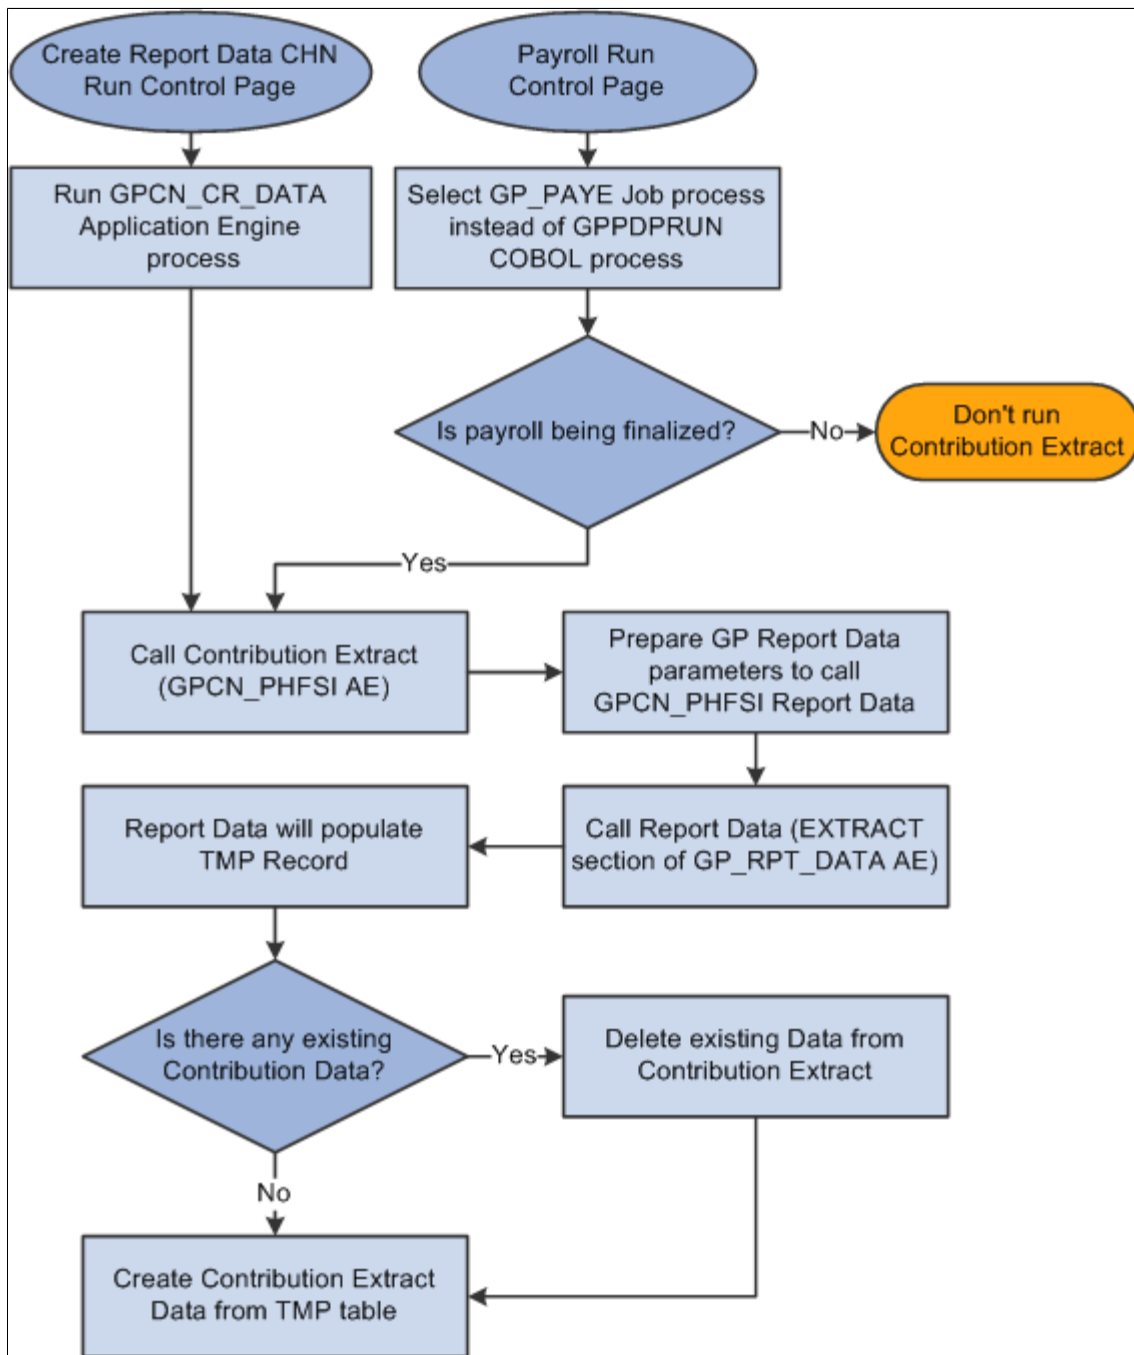 Create Report Data CHN
Run Control Page
Payroll Run
Control Page
Run GPCN_CR_DATA
Application Engine
process
Select GP_PAYE Job process
instead of GPPDPRUN
COBOL process
Is payroll being finalized?
No
Don't run
Contribution Extract
Yes
Call Contribution Extract
(GPCN_PHFSI AE)
Prepare GP Report Data
parameters to call
GPCN_PHFSI Report Data
Report Data will populate
TMP Record
Call Report Data (EXTRACT
section of GP_RPT_DATA AE)
Is there any existing
Contribution Data?
Yes
Delete existing Data from
Contribution Extract
No
Create Contribution Extract
Data from TMP table